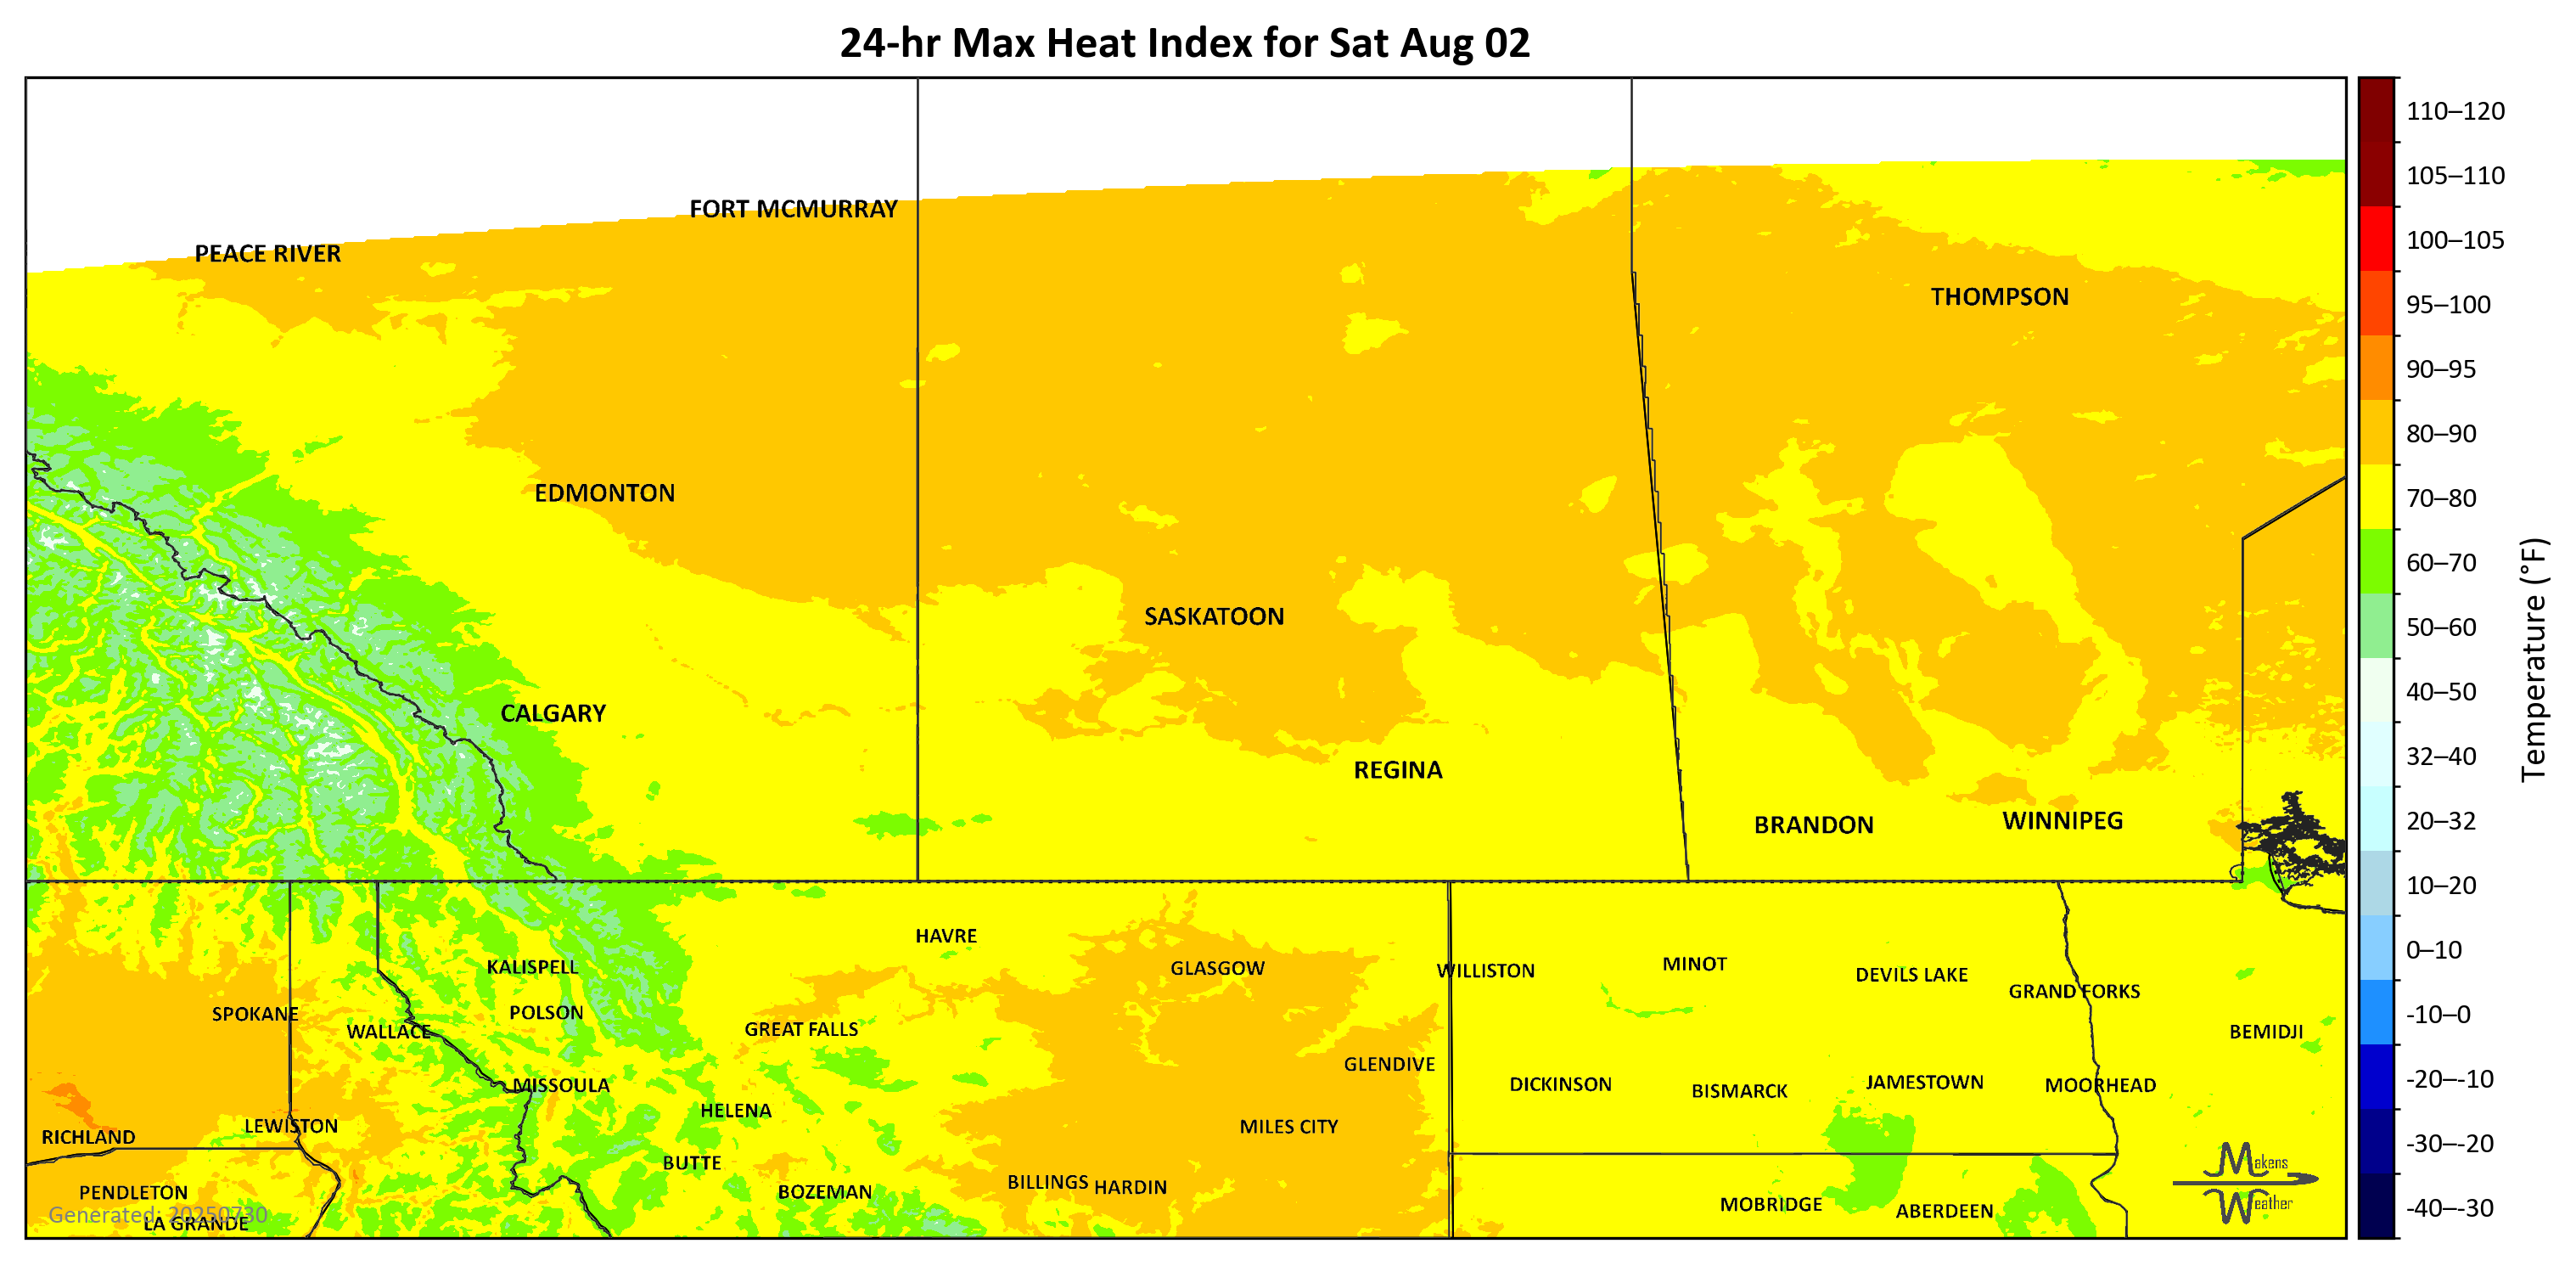 24-hr Max Heat Index for Sat Aug 02
FORT MCMURRAY
PEACE RIVER
THOMPSON
EDMONTON
SASKATOON
CALGARY
REGINA
BRANDON
WINNIPEG
HAVRE
KALISPELL
GLASGOW
WILLISTON
MINOT
DEVILS LAKE
GRAND FORKS
SPOKANE
POLSON
WALLACE
GREAT FALLS
BEMIDJI
GLENDIVE
MISSOULA
DICKINSON
BISMARCK
JAMESTOWN
MOORHEAD
HELENA
LEWISTON
MILES CITY
RICHLAND
BUTTE
PENDLETON
BOZEMAN
BILLINGS
HARDIN
MOBRIDGE
ABERDEEN
Generated: 20250730
LA GRANDE
Makens
Weather
110–120
105–110
100–105
95–100
90–95
80–90
70–80
60–70
50–60
40–50
32–40
20–32
10–20
0–10
-10–0
-20–-10
-30–-20
-40–-30
Temperature (°F)